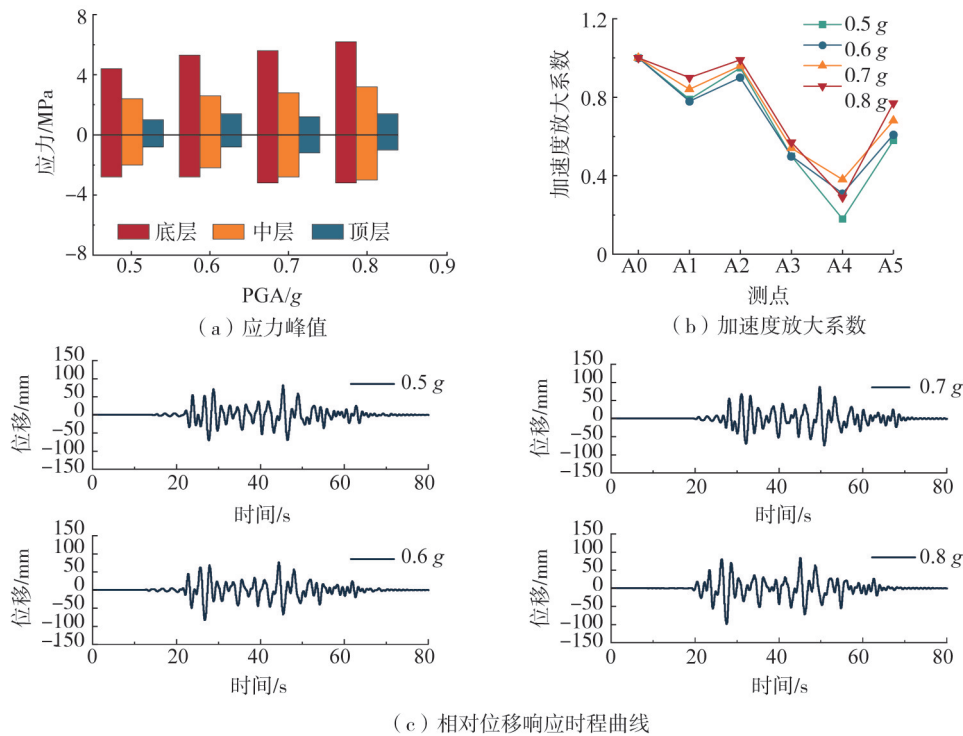 8
4
0
−4
−8
应力/MPa
底层 中层 顶层
0.5 0.6 0.7 0.8 0.9
PGA/g
（a）应力峰值
1.2
0.8
0.4
0
加速度放大系数
0.5 g
0.6 g
0.7 g
0.8 g
A0 A1 A2 A3 A4 A5
测点
（b）加速度放大系数
150
100
50
0
−50
−100
−150
位移/mm
0.5 g
0 20 40 60 80
时间/s
150
100
50
0
−50
−100
−150
位移/mm
0.7 g
0 20 40 60 80
时间/s
150
100
50
0
−50
−100
−150
位移/mm
0.6 g
0 20 40 60 80
时间/s
150
100
50
0
−50
−100
−150
位移/mm
0.8 g
0 20 40 60 80
时间/s
（c）相对位移响应时程曲线